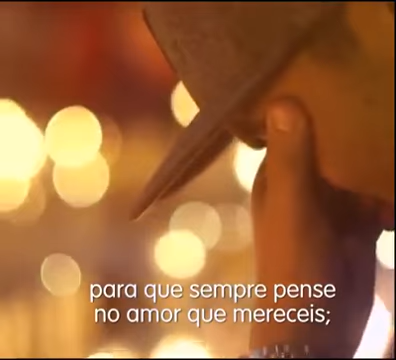 para que sempre pense
no amor que mereceis;